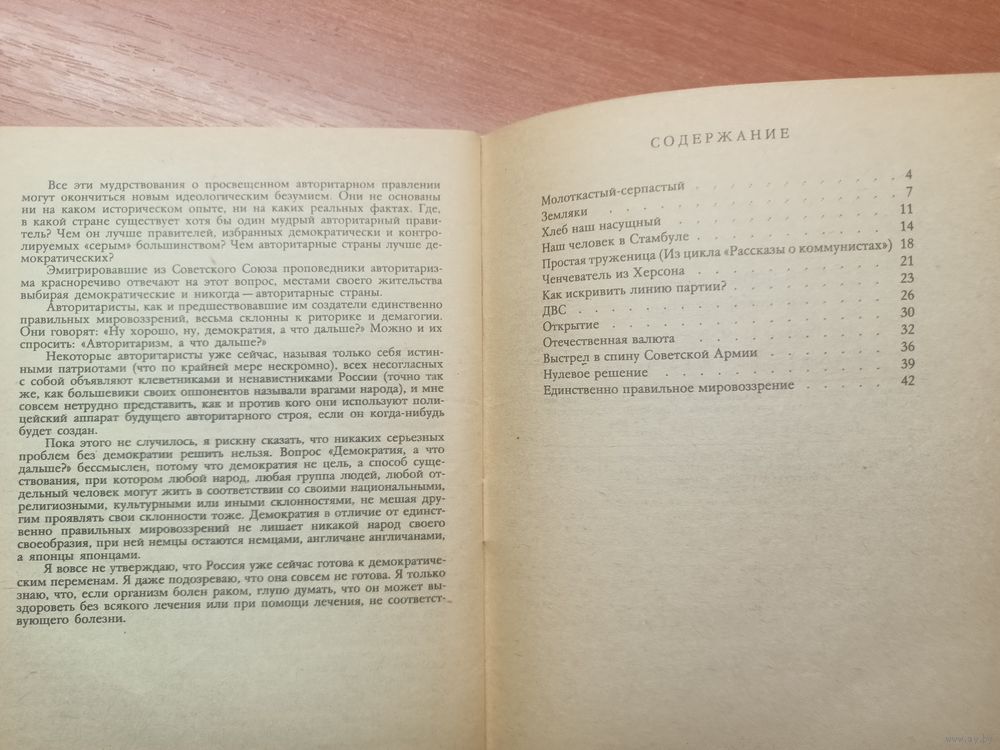 Все эти мудрствования о просвещенном авторитарном правлении
могут окончиться новым идеологическим безумием. Они не основаны
ни на каком историческом опыте, ни на каких реальных фактах. Где,
в какой стране существует хотя бы один мудрый авторитарный прави-
тель? Чем он лучше правителей, избранных демократически и контро-
лируемых «серым» большинством? Чем авторитарные страны лучше де-
мократических?
Эмигрировавшие из Советского Союза проповедники авторитариз-
ма красноречиво отвечают на этот вопрос, местами своего жительства
выбирая демократические и никогда — авторитарные страны.
Авторитаристы, как и предшествовавшие им создатели единственно
правильных мировоззрений, весьма склонны к риторике и демагогии.
Они говорят: «Ну хорошо, ну, демократия, а что дальше?» Можно и их
спросить: «Авторитаризм, а что дальше?»
Некоторые авторитаристы уже сейчас, называя только себя истин-
ными патриотами (что по крайней мере нескромно), всех несогласных
с собой объявляют клеветниками и ненавистниками России (точно так
же, как большевики своих оппонентов называли врагами народа), и мне
совсем нетрудно представить, как и против кого они используют поли-
цейский аппарат будущего авторитарного строя, если он когда-нибудь
будет создан.
Пока этого не случилось, я рискну сказать, что никаких серьезных
проблем без демократии решить нельзя. Вопрос «Демократия, а что
дальше?» бессмыслен, потому что демократия не цель, а способ суще-
ствования, при котором любой народ, любая группа людей, любой от-
дельный человек могут жить в соответствии со своими национальными,
религиозными, культурными или иными склонностями, не мешая дру-
гим проявлять свои склонности тоже. Демократия в отличие от единст-
венно правильных мировоззрений не лишает никакой народ своего
своеобразия, при ней немцы остаются немцами, англичане англичанами,
а японцы японцами.
Я вовсе не утверждаю, что Россия уже сейчас готова к демократиче-
ским переменам. Я даже подозреваю, что она совсем не готова. Я только
знаю, что, если организм болен раком, глупо думать, что он может вы-
здороветь без всякого лечения или при помощи лечения, не соответст-
вующего болезни.
СОДЕРЖАНИЕ
Молоткастый-серпастый . . . . . . . . . . 4
Земляки . . . . . . . . . . 7
Хлеб наш насущный . . . . . . . . . . 11
Наш человек в Стамбуле . . . . . . . . . . 14
Простая труженица (Из цикла «Рассказы о коммунистах») 18
Ченчеватель из Херсона . . . . . . . . . . 21
Как искривить линию партии? . . . . . . . . . . 23
ДВС . . . . . . . . . . 26
Открытие . . . . . . . . . . 30
Отечественная валюта . . . . . . . . . . 32
Выстрел в спину Советской Армии . . . . . . . . 36
Нулевое решение . . . . . . . . . . 39
Единственно правильное мировоззрение . . . . . . 42
www.ay.by